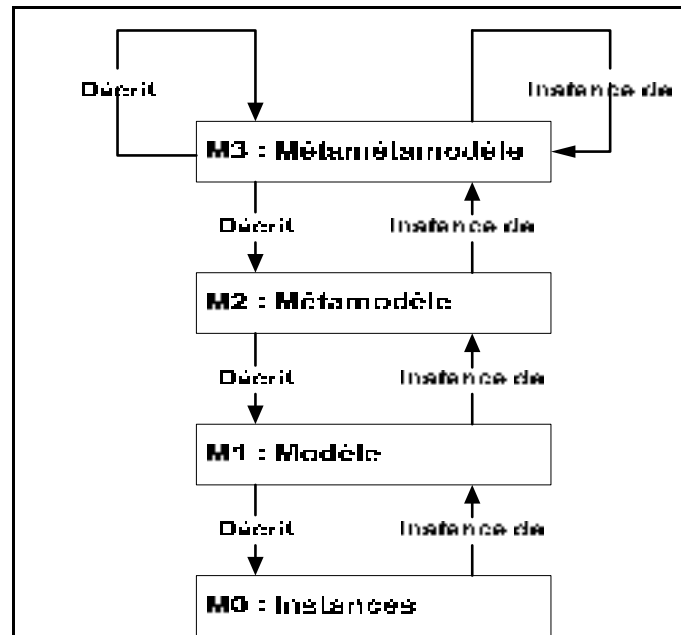 Décrit
Instance de
M3 : Métamétamodèle
Décrit
Instance de
M2 : Métamodèle
Décrit
Instance de
M1 : Modèle
Décrit
Instance de
M0 : Instances